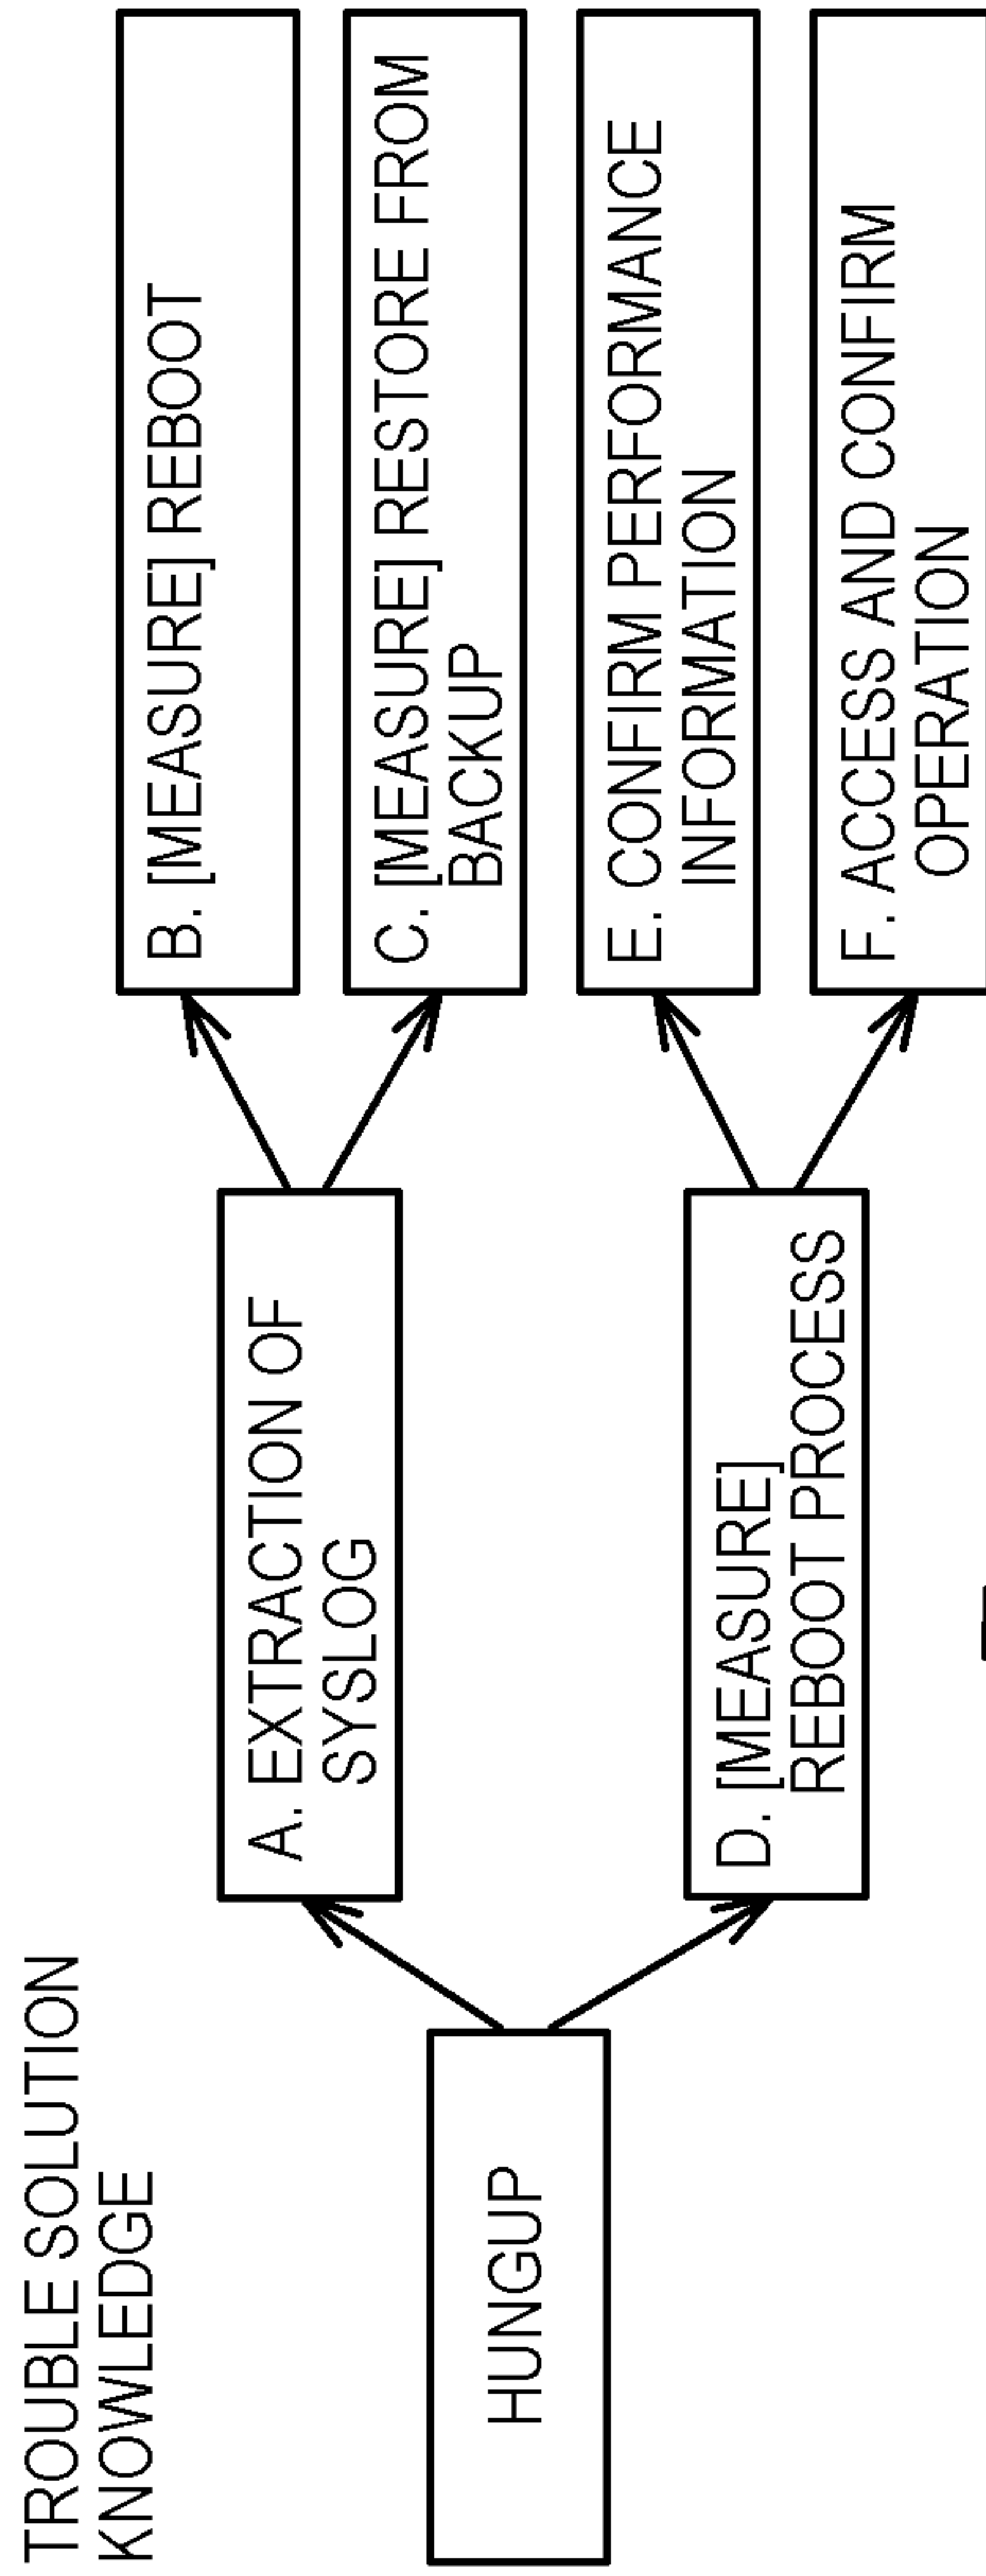 TROUBLE SOLUTION
KNOWLEDGE
HUNGUP
A. EXTRACTION OF
SYSLOG
D. [MEASURE]
REBOOT PROCESS
B. [MEASURE] REBOOT
C. [MEASURE] RESTORE FROM
BACKUP
E. CONFIRM PERFORMANCE
INFORMATION
F. ACCESS AND CONFIRM
OPERATION